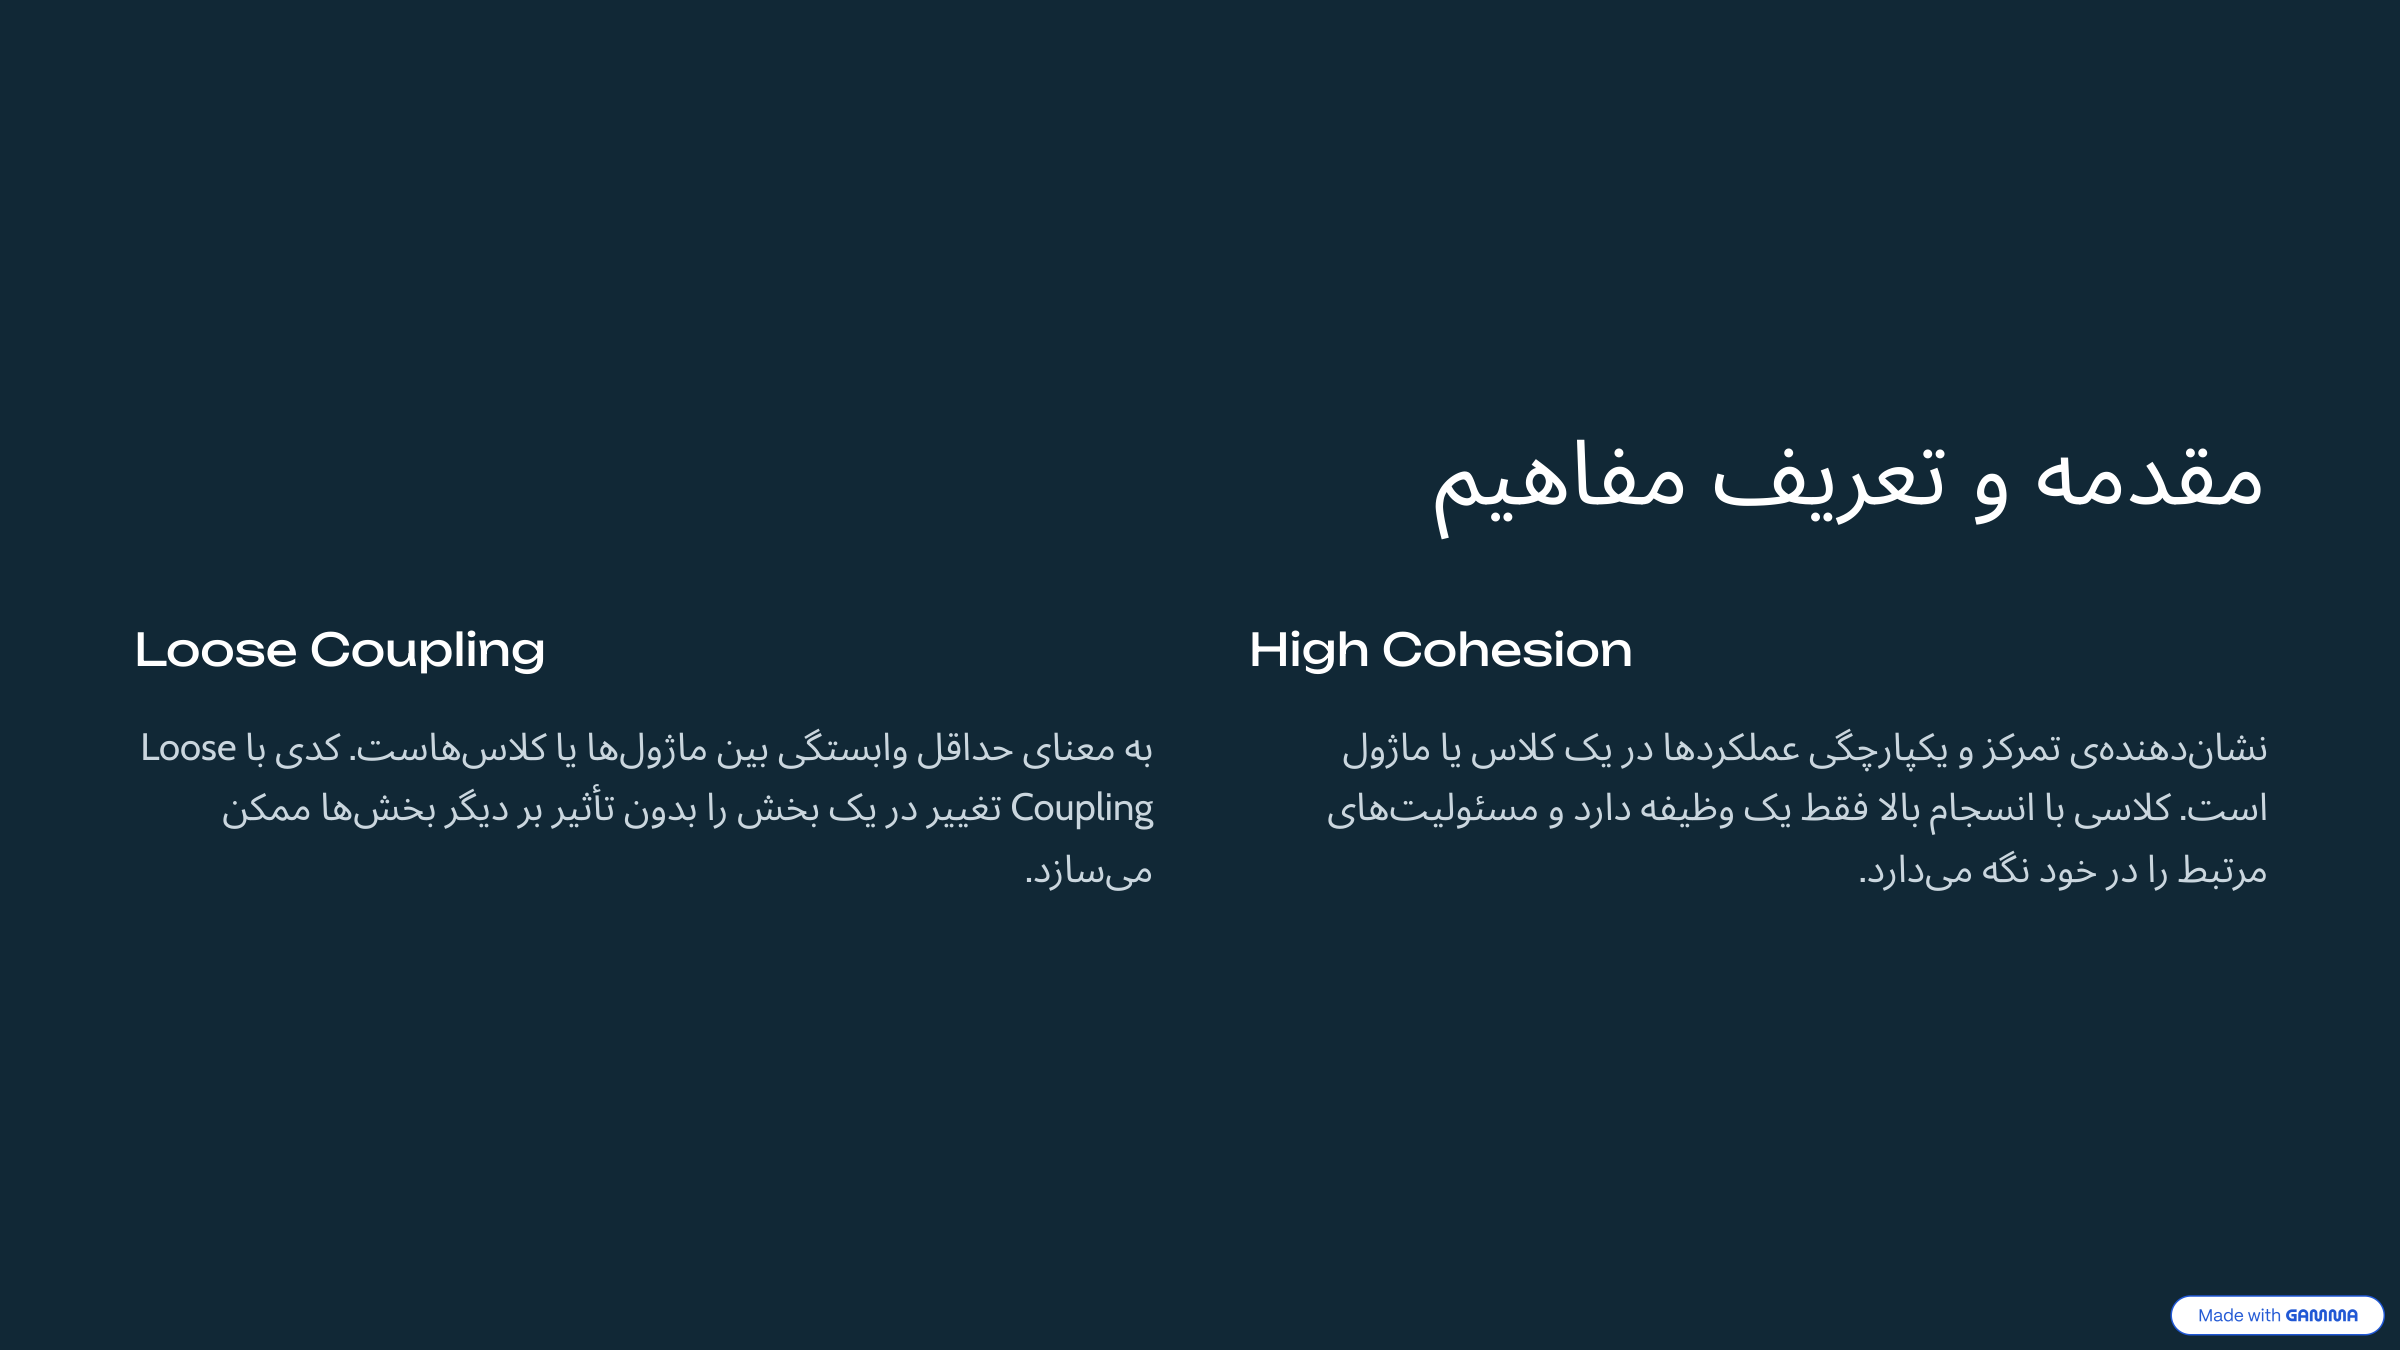 مقدمه و تعریف مفاهیم
High Cohesion
نشان‌دهنده‌ی تمرکز و یکپارچگی عملکردها در یک کلاس یا ماژول
است. کلاسی با انسجام بالا فقط یک وظیفه دارد و مسئولیت‌های
مرتبط را در خود نگه می‌دارد.
Loose Coupling
به معنای حداقل وابستگی بین ماژول‌ها یا کلاس‌هاست. کدی با Loose
Coupling تغییر در یک بخش را بدون تأثیر بر دیگر بخش‌ها ممکن
می‌سازد.
Made with GAMMA